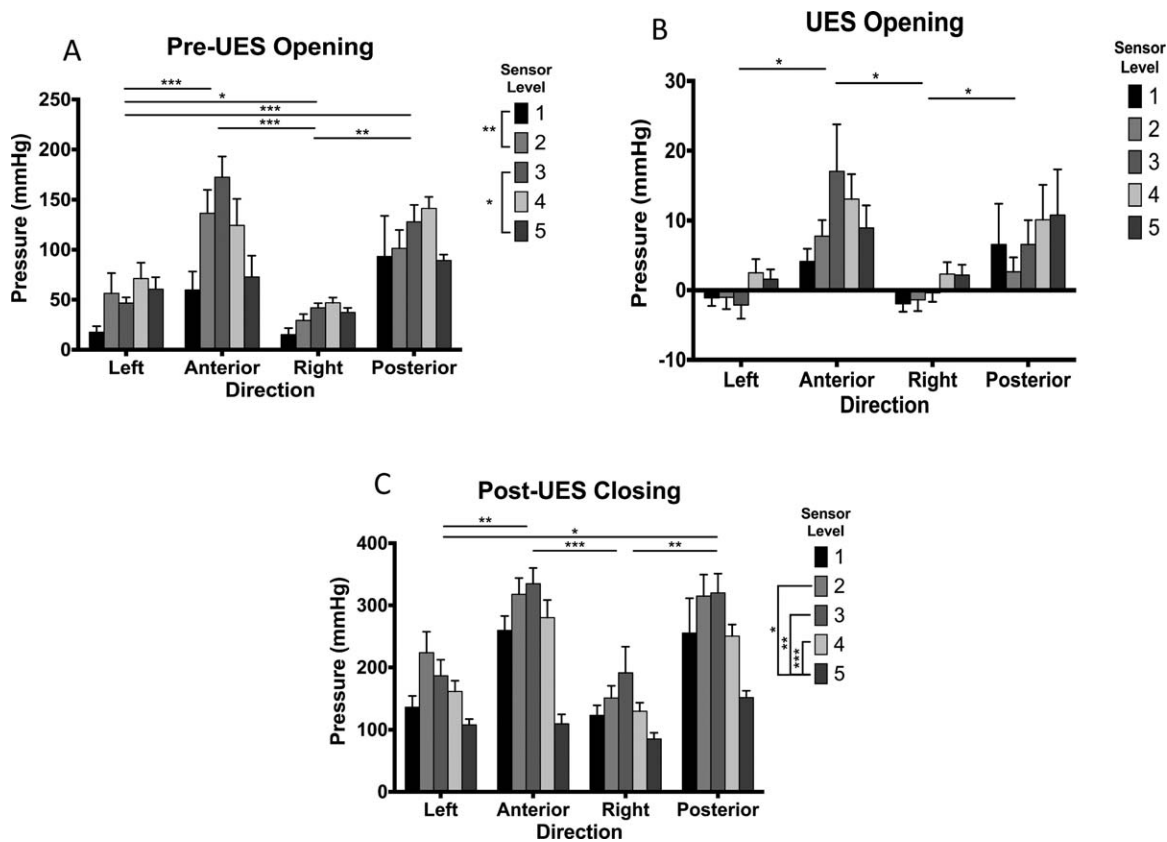 A
Pre-UES Opening
***
*
***
***
**
Pressure (mmHg)
250
200
150
100
50
0
Left Anterior Right Posterior
Direction
Sensor
Level
1
**
2
3
4
*
5
B
UES Opening
*
*
*
Pressure (mmHg)
30
20
10
0
-10
Left Anterior Right Posterior
Direction
Sensor
Level
1
2
3
4
5
C
Post-UES Closing
**
*
***
**
Pressure (mmHg)
400
300
200
100
0
Left Anterior Right Posterior
Direction
Sensor
Level
1
2
3
4
5
*
**
***